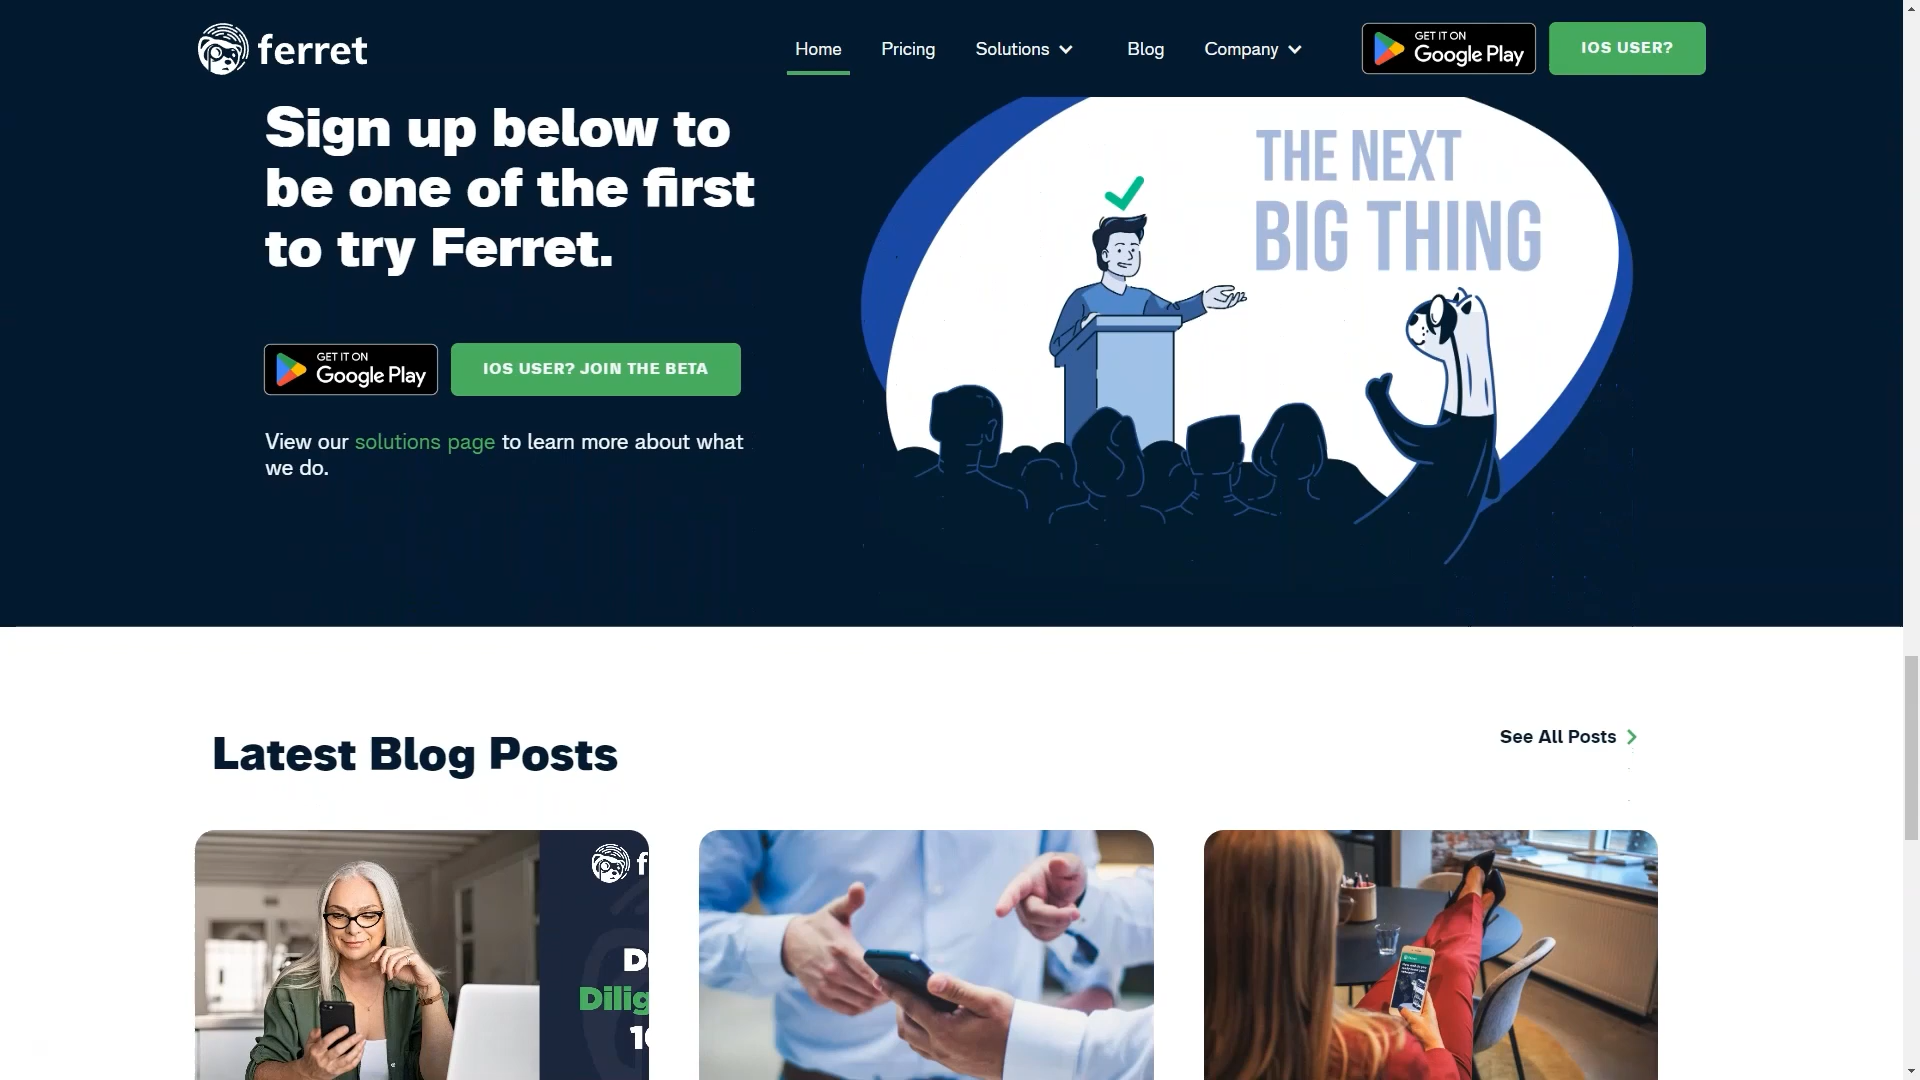 ferret
Home
Pricing
Solutions
Blog
Company
GET IT ON
Google Play
IOS USER?
Sign up below to
be one of the first
to try Ferret.
GET IT ON
Google Play
IOS USER? JOIN THE BETA
View our solutions page to learn more about what
we do.
THE NEXT
BIG THING
Latest Blog Posts
See All Posts